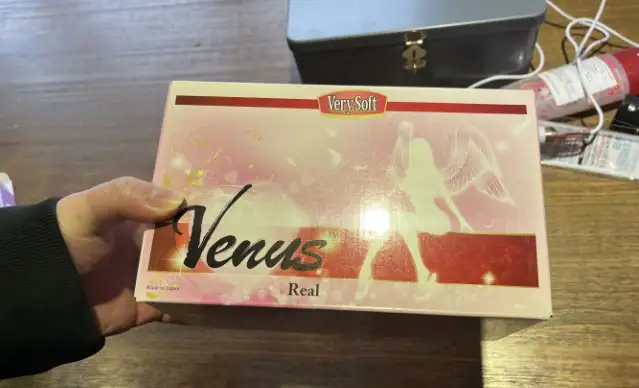 Very Soft
Venus
Real
Made in Japan